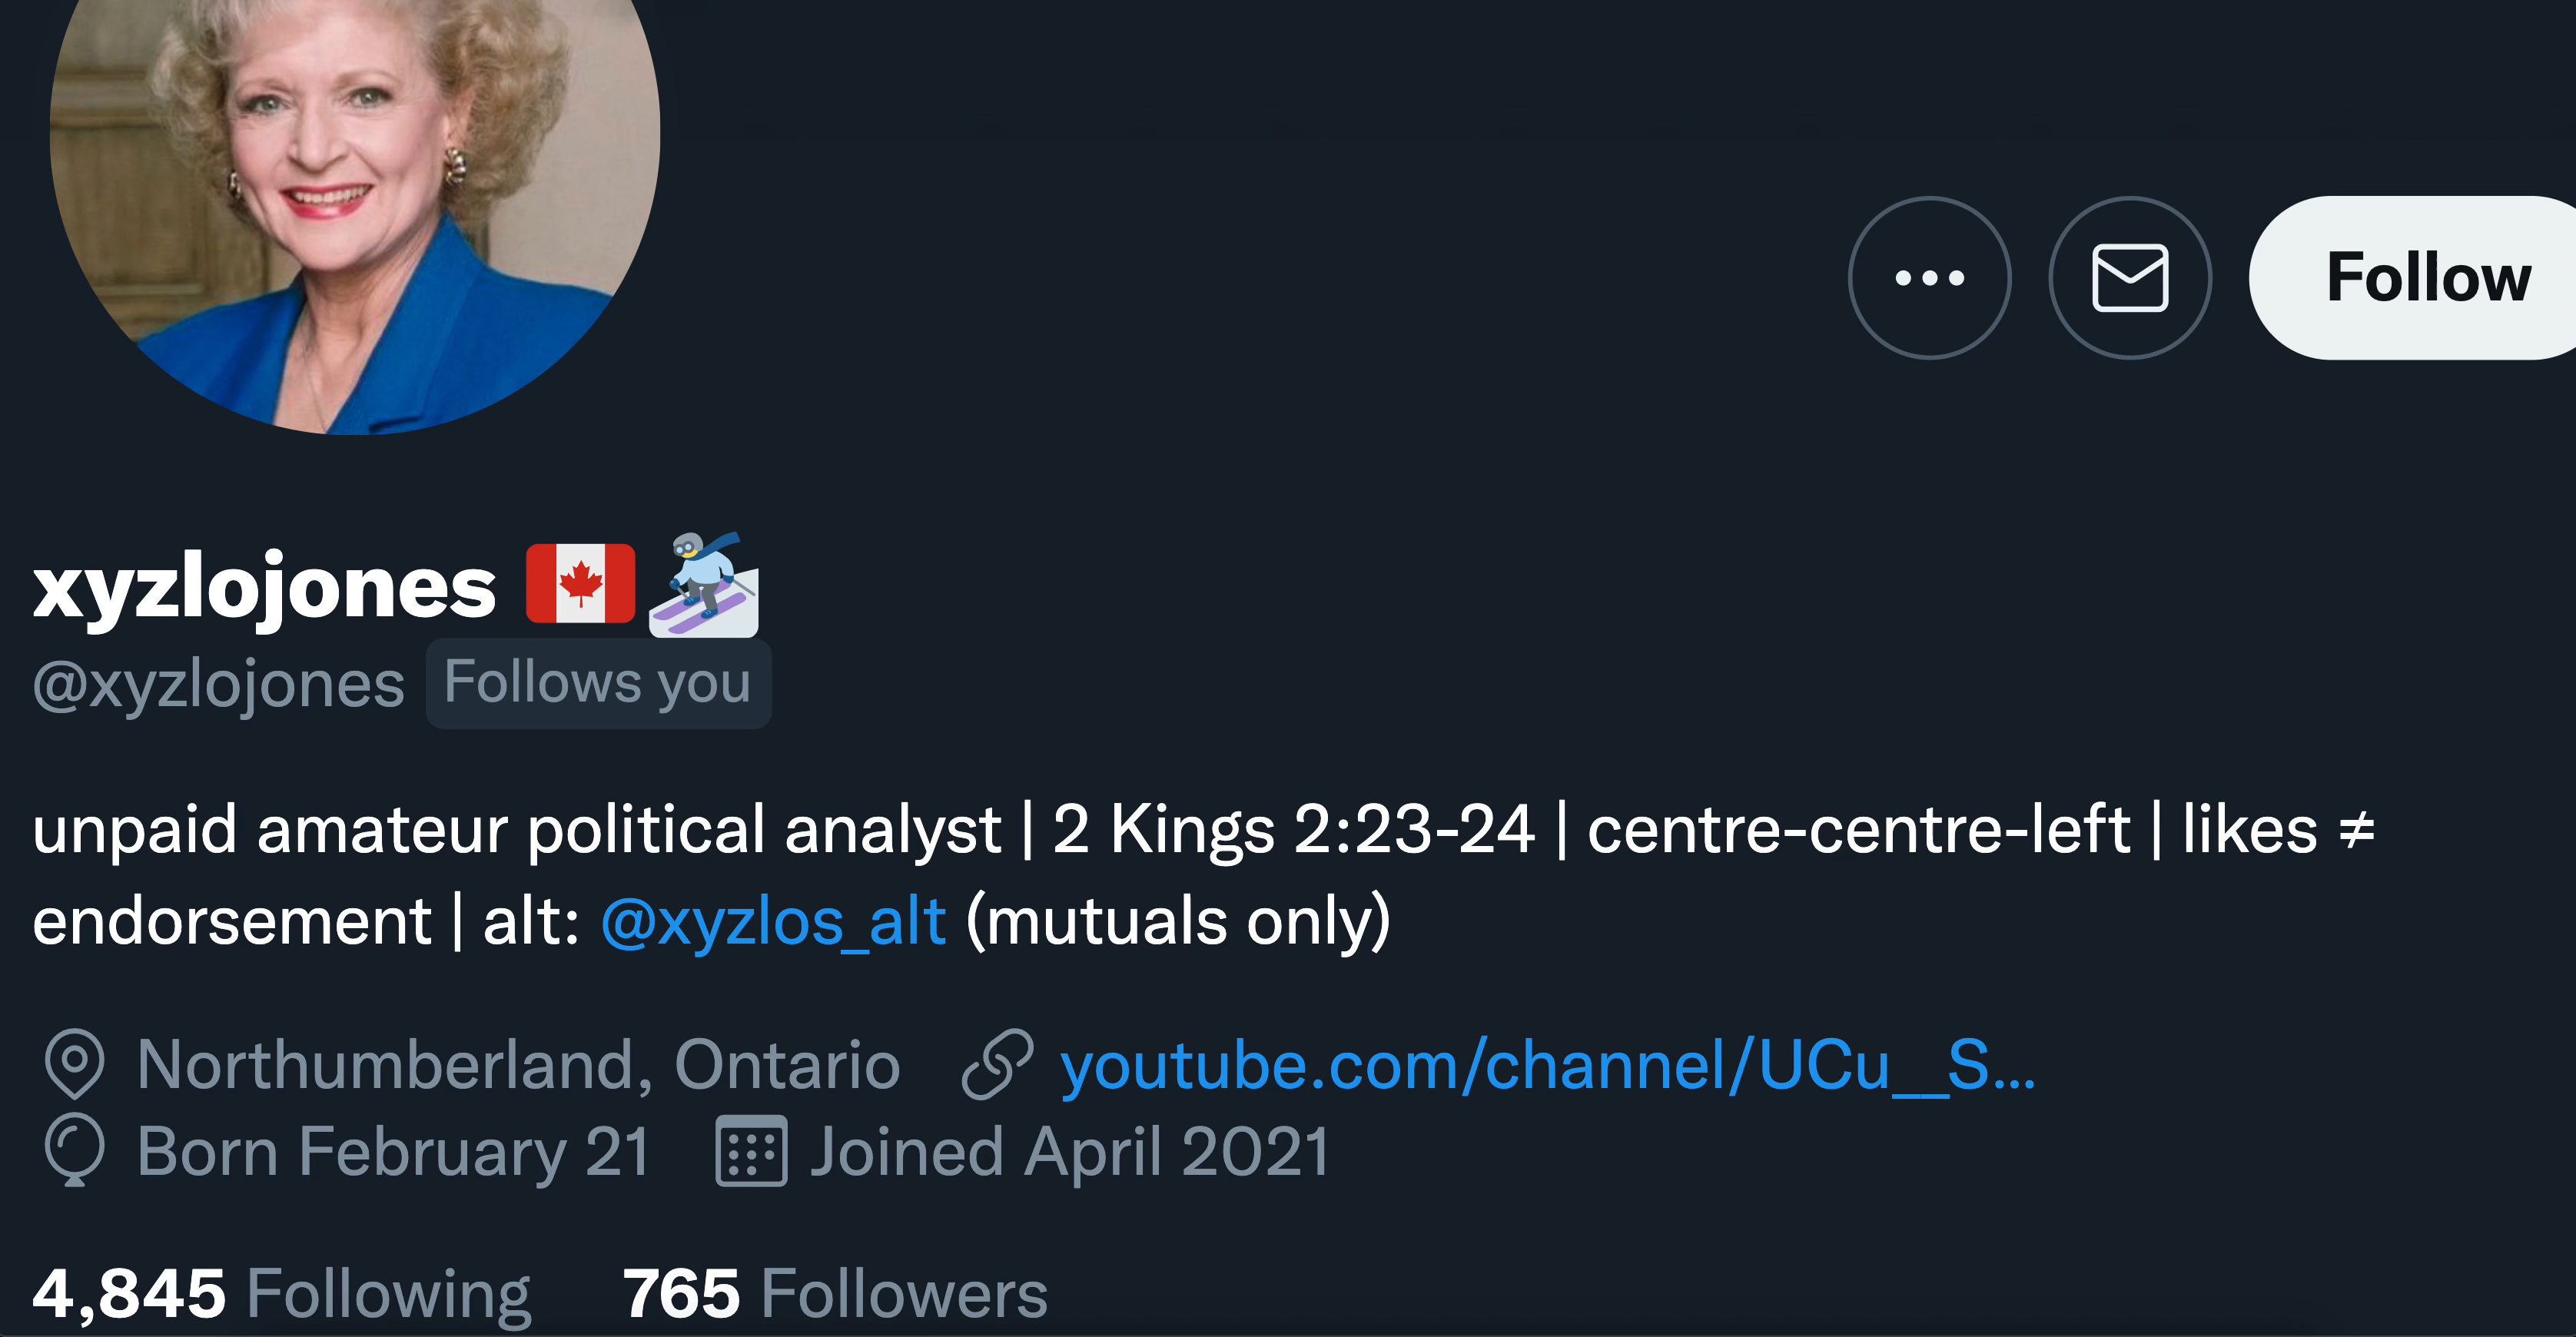 Follow
xyzlojones 🇨🇦⛷️
@xyzlojones Follows you
unpaid amateur political analyst | 2 Kings 2:23-24 | centre-centre-left | likes ≠
endorsement | alt: @xyzlos_alt (mutuals only)
Northumberland, Ontario youtube.com/channel/UCu__S...
Born February 21 Joined April 2021
4,845 Following 765 Followers